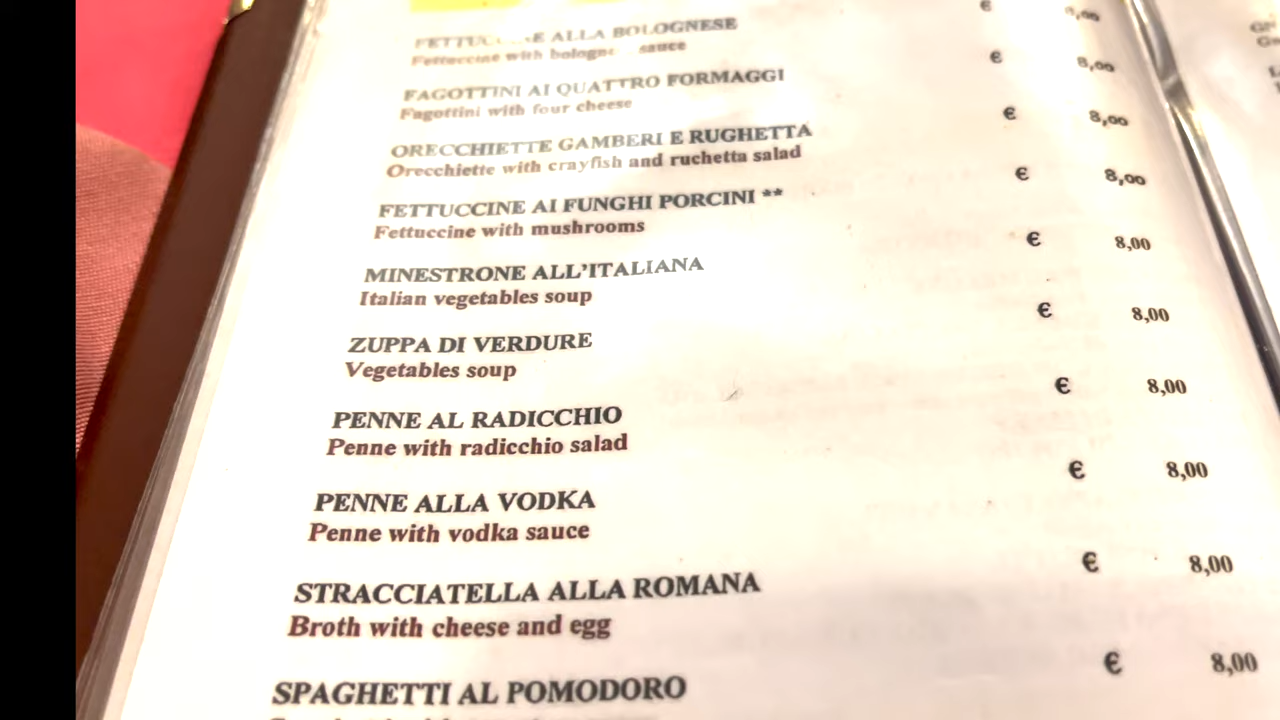 FETTUCCINE ALLA BOLOGNESE €
Fettuccine with sauce
FAGOTTINI AI QUATTRO FORMAGGI € 8,00
Fagottini with four cheese
ORECCHIETTE GAMBERI E RUGHETTA € 8,00
Orecchiette with crayfish and ruchetta salad
FETTUCCINE AI FUNGHI PORCINI ** € 8,00
Fettuccine with mushrooms
MINESTRONE ALL'ITALIANA € 8,00
Italian vegetables soup
ZUPPA DI VERDURE € 8,00
Vegetables soup
PENNE AL RADICCHIO € 8,00
Penne with radicchio salad
PENNE ALLA VODKA € 8,00
Penne with vodka sauce
STRACCIATELLA ALLA ROMANA € 8,00
Broth with cheese and egg
SPAGHETTI AL POMODORO € 8,00